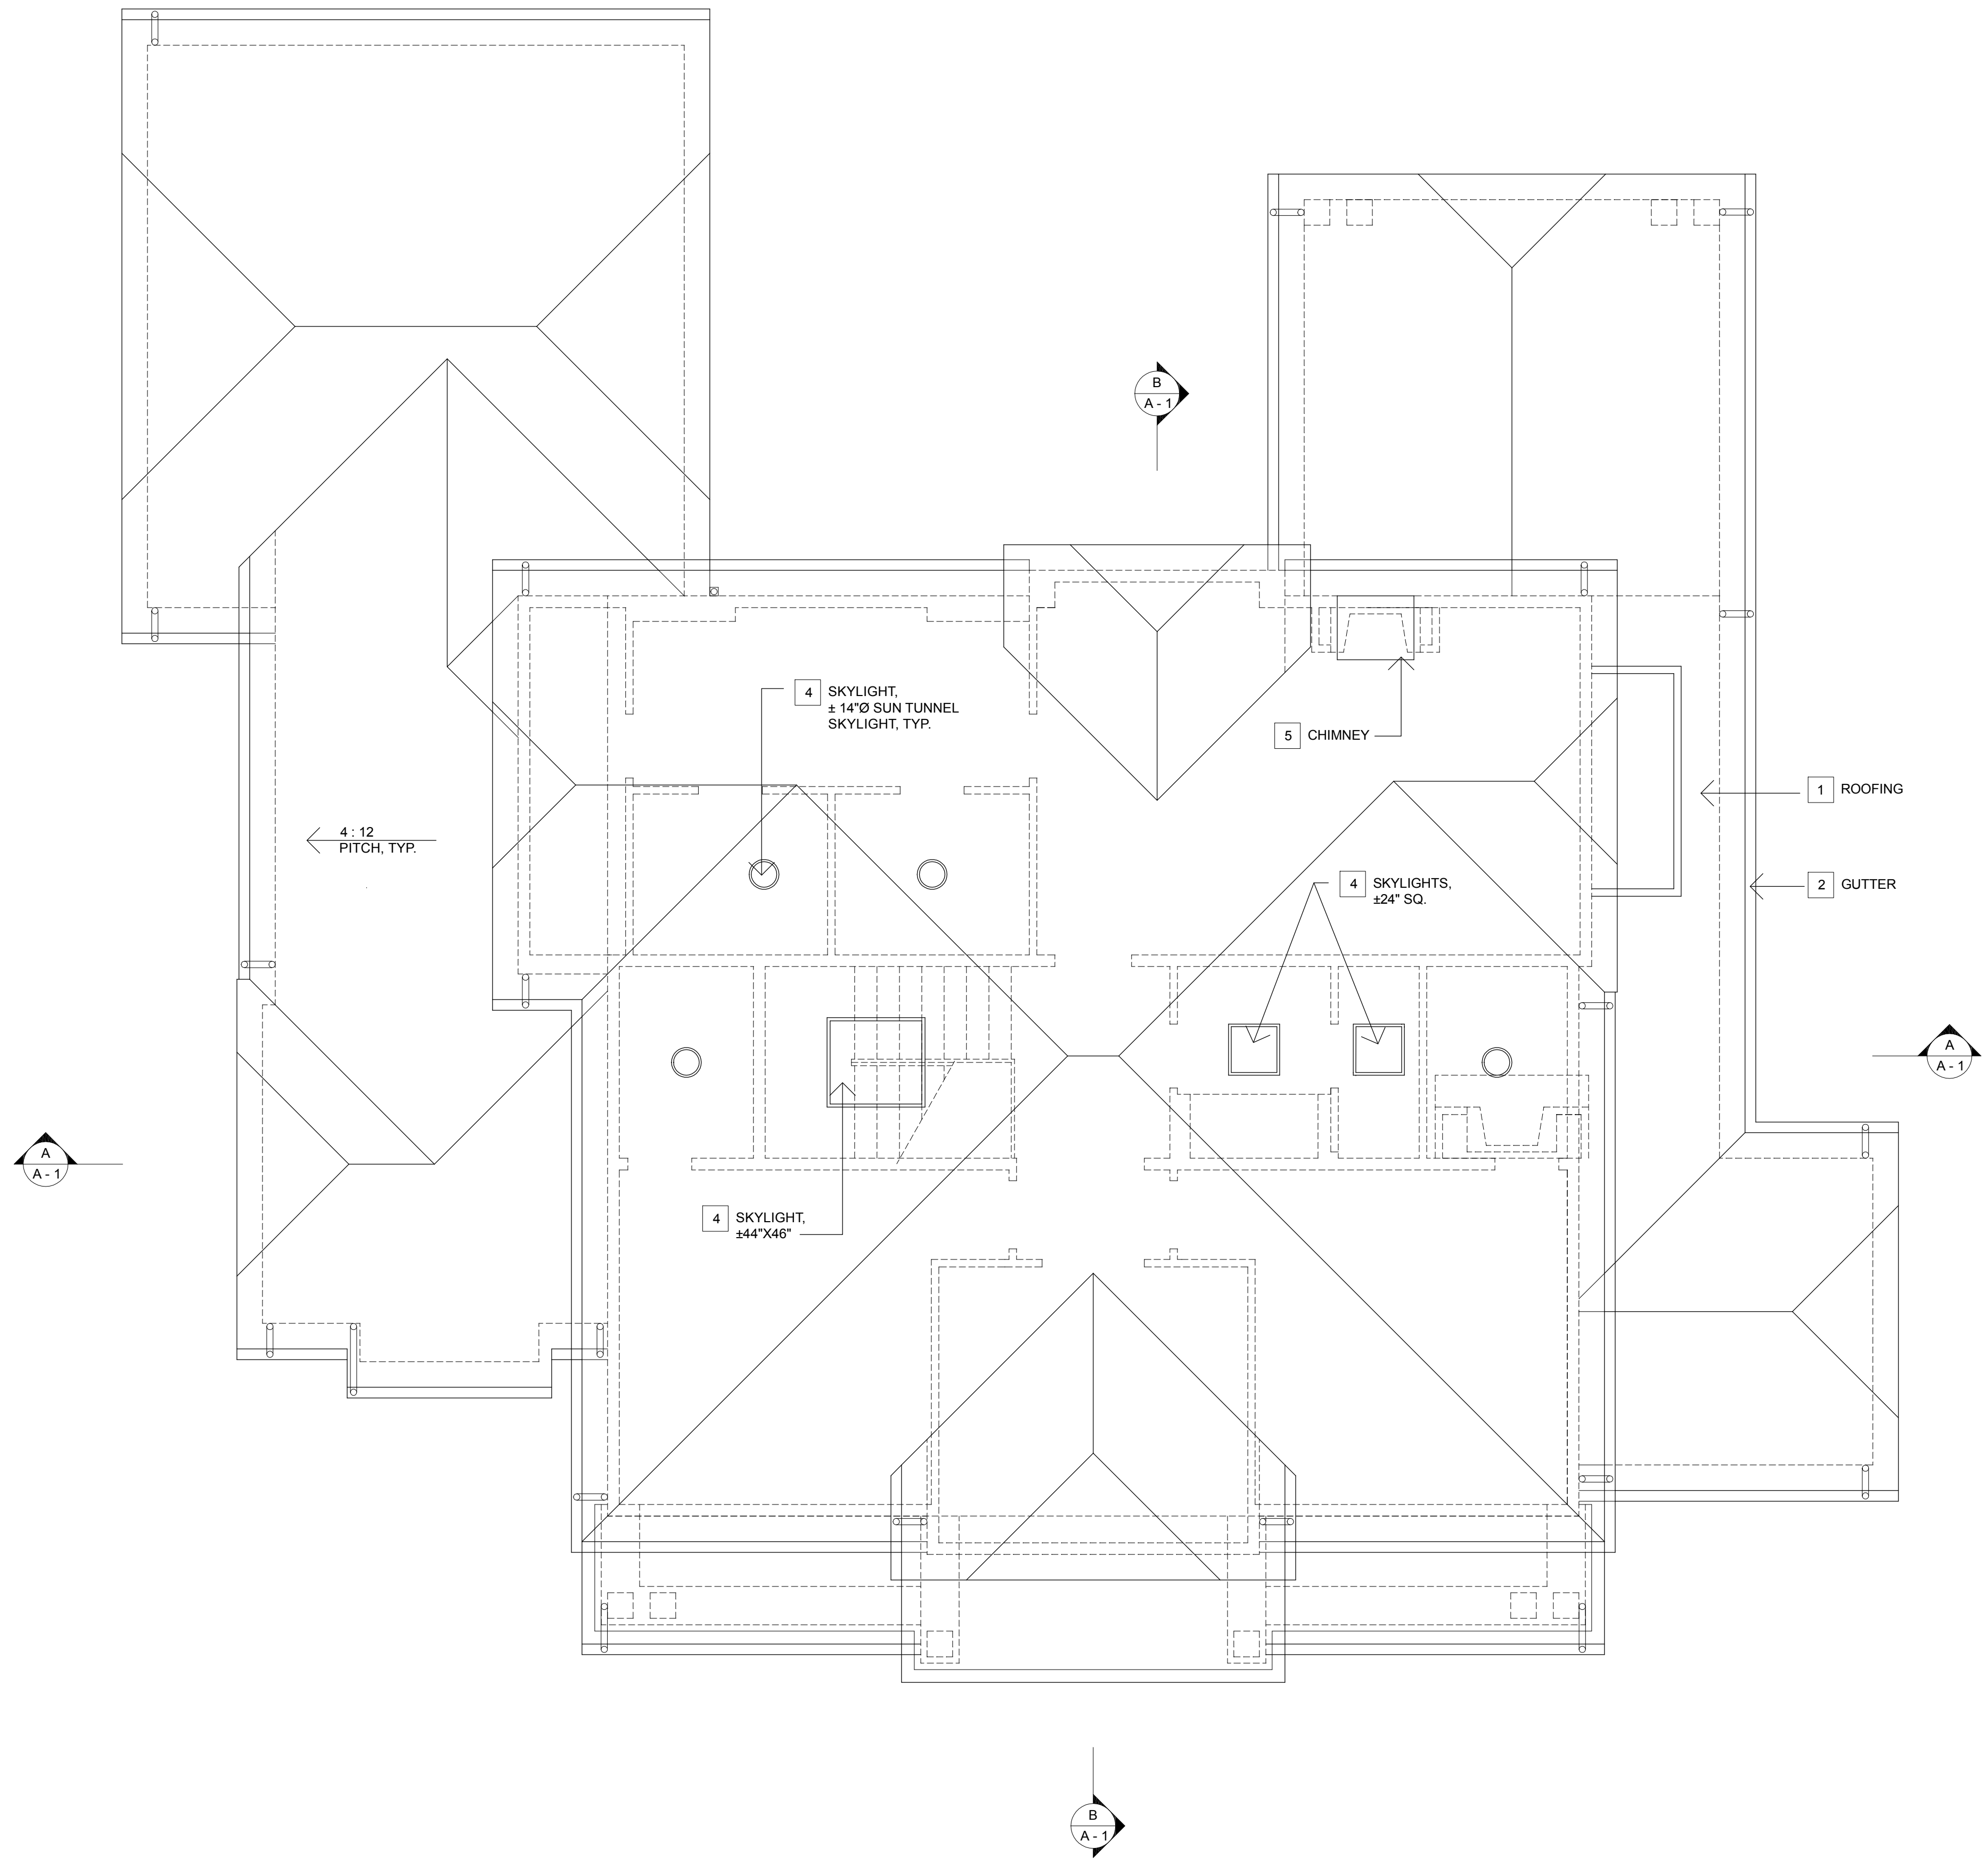 B
A - 1
4
SKYLIGHT,
± 14"Ø SUN TUNNEL
SKYLIGHT, TYP.
5
CHIMNEY
1
ROOFING
4 : 12
PITCH, TYP.
4
SKYLIGHTS,
±24" SQ.
2
GUTTER
A
A - 1
A
A - 1
4
SKYLIGHT,
±44"X46"
B
A - 1